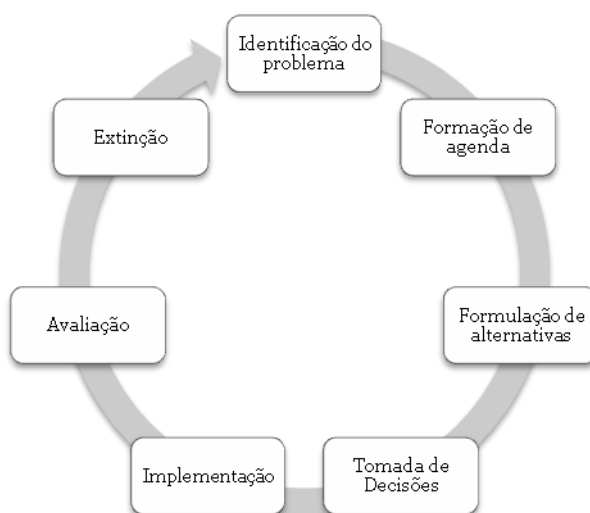 Identificação do
problema
Formação de
agenda
Formulação de
alternativas
Tomada de
Decisões
Implementação
Avaliação
Extinção